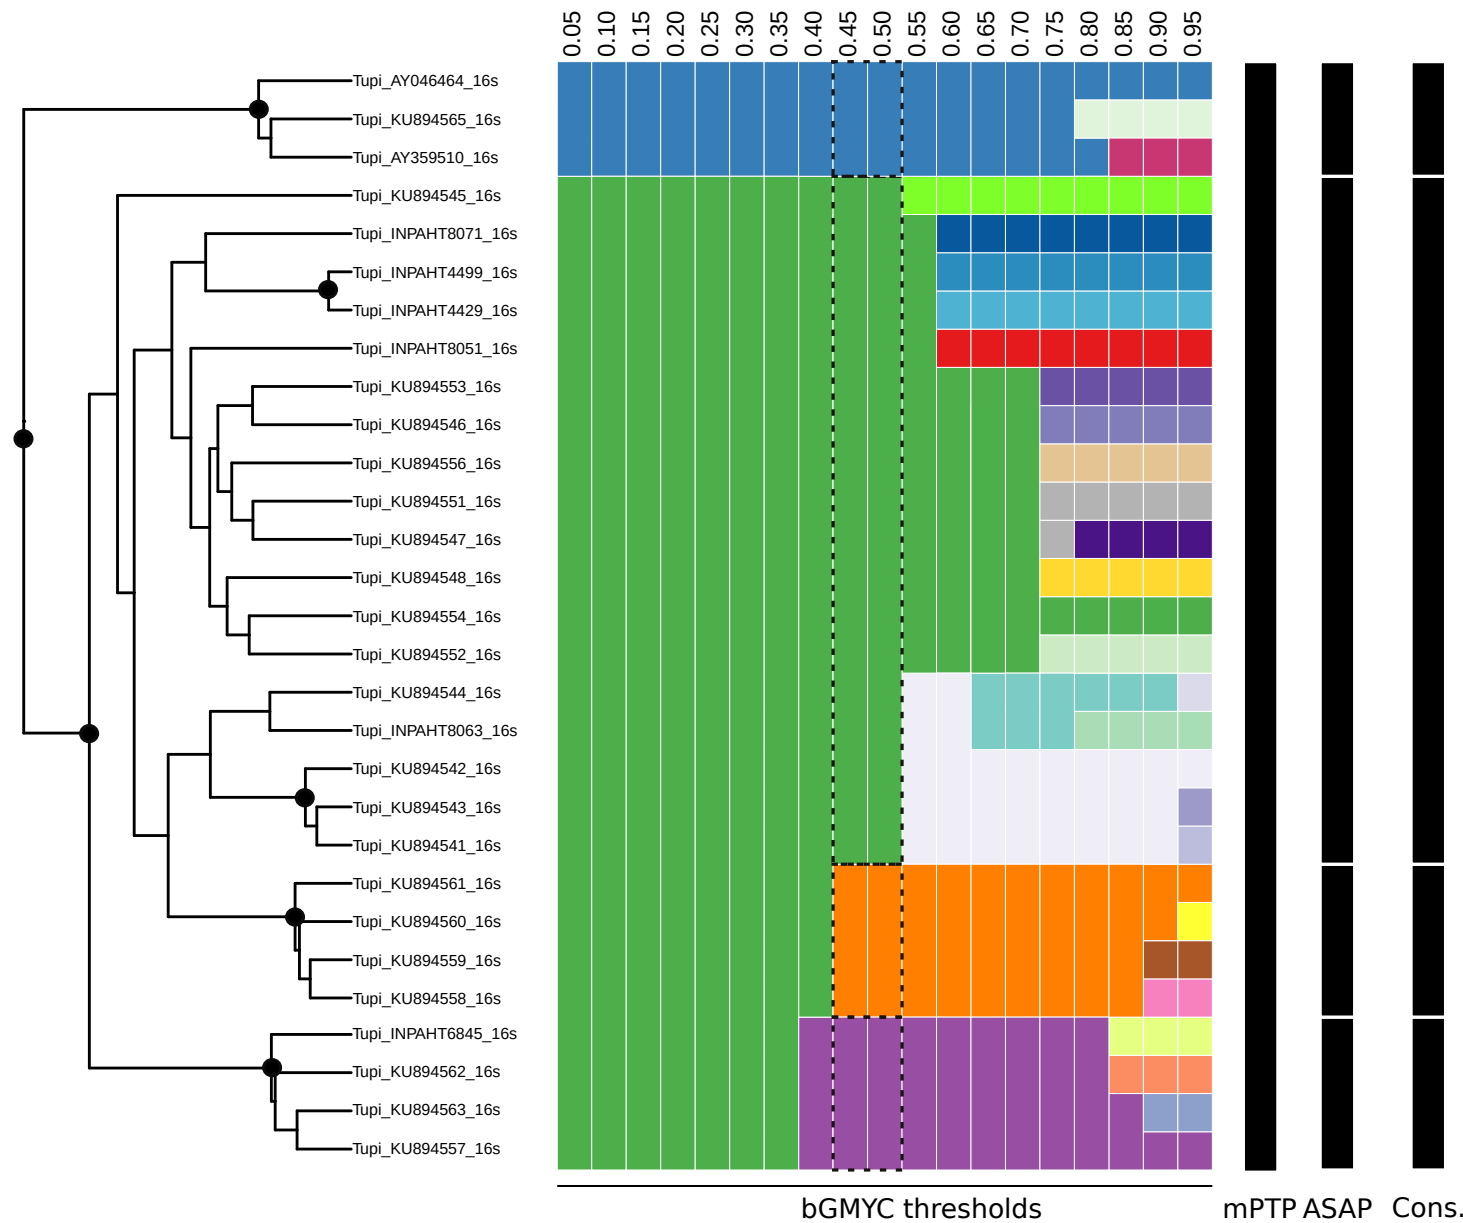 0.05 0.10 0.15 0.20 0.25 0.30 0.35 0.40 0.45 0.50 0.55 0.60 0.65 0.70 0.75 0.80 0.85 0.90 0.95
Tupi_AY046464_16s
Tupi_KU894565_16s
Tupi_AY359510_16s
Tupi_KU894545_16s
Tupi_INPAHT8071_16s
Tupi_INPAHT4499_16s
Tupi_INPAHT4429_16s
Tupi_INPAHT8051_16s
Tupi_KU894553_16s
Tupi_KU894546_16s
Tupi_KU894556_16s
Tupi_KU894551_16s
Tupi_KU894547_16s
Tupi_KU894548_16s
Tupi_KU894554_16s
Tupi_KU894552_16s
Tupi_KU894544_16s
Tupi_INPAHT8063_16s
Tupi_KU894542_16s
Tupi_KU894543_16s
Tupi_KU894541_16s
Tupi_KU894561_16s
Tupi_KU894560_16s
Tupi_KU894559_16s
Tupi_KU894558_16s
Tupi_INPAHT6845_16s
Tupi_KU894562_16s
Tupi_KU894563_16s
Tupi_KU894557_16s
bGMYC thresholds mPTP ASAP Cons.